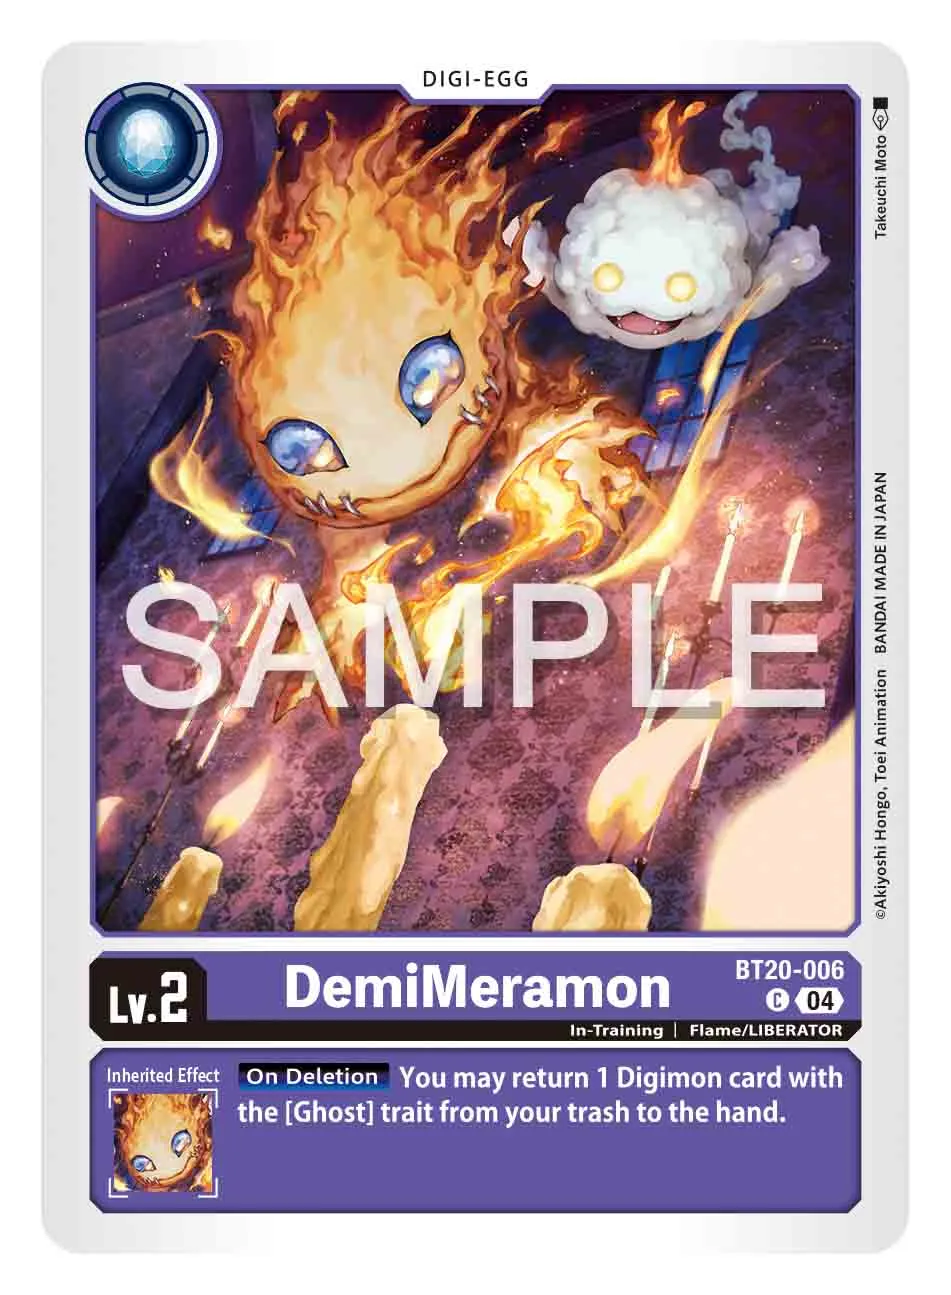 DIGI-EGG
Takeuchi Moto
SAMPLE
©Akiyoshi Hongo, Toei Animation BANDAI MADE IN JAPAN
Lv.2
DemiMeramon
BT20-006
C 04
In-Training | Flame/LIBERATOR
Inherited Effect
On Deletion You may return 1 Digimon card with
the [Ghost] trait from your trash to the hand.